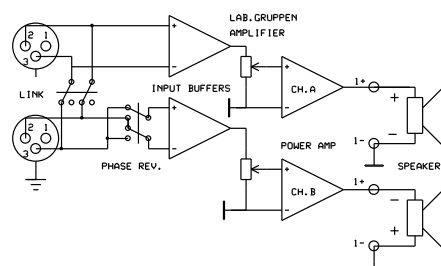 LAB.GRUPPEN
AMPLIFIER
2 1
3
+
-
LINK
INPUT BUFFERS
+
-
CH.A
1+
+
-
1-
2 1
3
+
-
PHASE REV.
POWER AMP
SPEAKER
+
-
CH.B
1+
-
+
1-